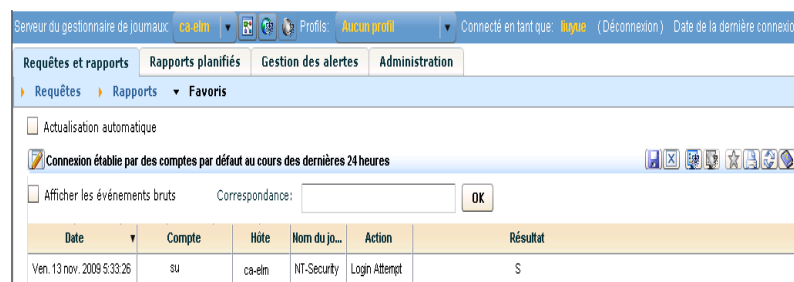 Serveur du gestionnaire de journaux: ca-elm Profils: Aucun profil Connecté en tant que: liuyue (Déconnexion) Date de la dernière connexio
Requêtes et rapports Rapports planifiés Gestion des alertes Administration
Requêtes Rapports Favoris
Actualisation automatique
Connexion établie par des comptes par défaut au cours des dernières 24 heures
Afficher les événements bruts Correspondance: OK
Date Compte Hôte Nom du jo... Action Résultat
Ven. 13 nov. 2009 5:33:26 su ca-elm NT-Security Login Attempt S